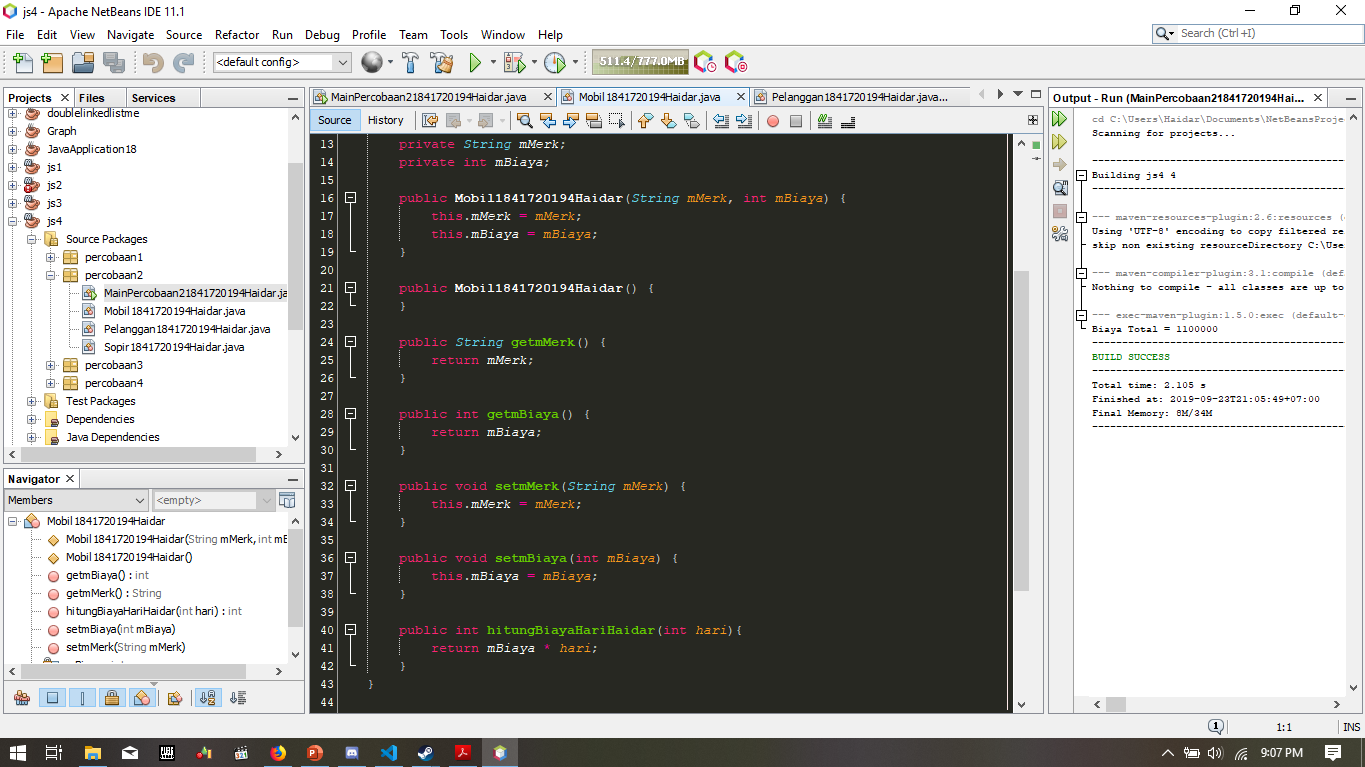 js4 - Apache NetBeans IDE 11.1
File Edit View Navigate Source Refactor Run Debug Profile Team Tools Window Help
Search (Ctrl+I)
<default config>
511.4/777.0MB
Projects Files Services
doublelinkedlistme
Graph
JavaApplication18
js1
js2
js3
js4
Source Packages
percobaan1
percobaan2
MainPercobaan21841720194Haidar.ja
Mobil1841720194Haidar.java
Pelanggan1841720194Haidar.java
Sopir1841720194Haidar.java
percobaan3
percobaan4
Test Packages
Dependencies
Java Dependencies
Navigator
Members
<empty>
Mobil1841720194Haidar
Mobil1841720194Haidar(String mMerk, int mB
Mobil1841720194Haidar()
getmBiaya() : int
getmMerk() : String
hitungBiayaHariHaidar(int hari) : int
setmBiaya(int mBiaya)
setmMerk(String mMerk)
MainPercobaan21841720194Haidar.java Mobil1841720194Haidar.java Pelanggan1841720194Haidar.java...
Source History
13 private String mMerk;
14 private int mBiaya;
15
16 public Mobil1841720194Haidar(String mMerk, int mBiaya) {
17 this.mMerk = mMerk;
18 this.mBiaya = mBiaya;
19 }
20
21 public Mobil1841720194Haidar() {
22 }
23
24 public String getmMerk() {
25 return mMerk;
26 }
27
28 public int getmBiaya() {
29 return mBiaya;
30 }
31
32 public void setmMerk(String mMerk) {
33 this.mMerk = mMerk;
34 }
35
36 public void setmBiaya(int mBiaya) {
37 this.mBiaya = mBiaya;
38 }
39
40 public int hitungBiayaHariHaidar(int hari){
41 return mBiaya * hari;
42 }
43 }
44
Output - Run (MainPercobaan21841720194Hai...
cd C:\Users\Haidar\Documents\NetBeansProje
Scanning for projects...
------------------------------------------
Building js4 4
------------------------------------------
--- maven-resources-plugin:2.6:resources (
Using 'UTF-8' encoding to copy filtered re
skip non existing resourceDirectory C:\Use
--- maven-compiler-plugin:3.1:compile (def
Nothing to compile - all classes are up to
--- exec-maven-plugin:1.5.0:exec (default-
Biaya Total = 1100000
------------------------------------------
BUILD SUCCESS
------------------------------------------
Total time: 2.105 s
Finished at: 2019-09-23T21:05:49+07:00
Final Memory: 8M/34M
------------------------------------------
1
1:1
INS
9:07 PM